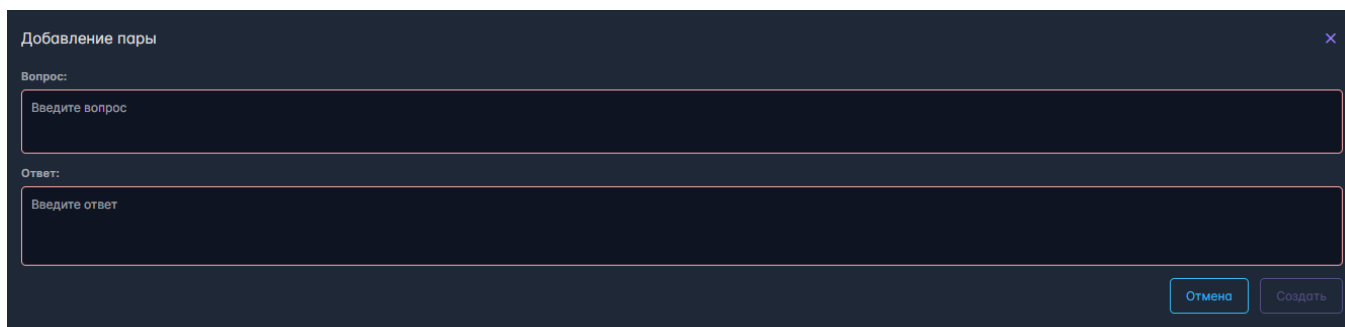 Добавление пары
Вопрос:
Введите вопрос
Ответ:
Введите ответ
Отмена
Создать